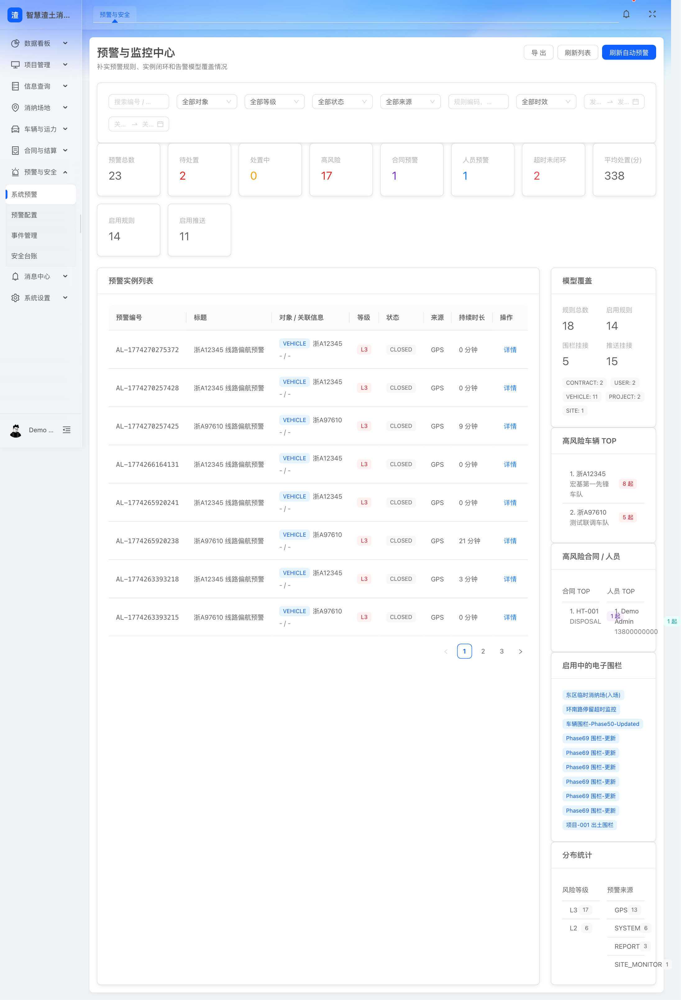 渣 智慧渣土消...
预警与安全
数据看板
项目管理
信息查询
消纳场地
车辆与运力
合同与结算
预警与安全
系统预警
预警配置
事件管理
安全台账
消息中心
系统设置
Demo ...
预警与监控中心
补实预警规则、实例闭环和告警模型覆盖情况
导 出 刷新列表 刷新自动预警
搜索编号 / ... 全部对象 全部等级 全部状态 全部来源 规则编码, ... 全部时效 发... → 发...
关... → 关...
预警总数 待处置 处置中 高风险 合同预警 人员预警 超时未闭环 平均处置(分)
23 2 0 17 1 1 2 338
启用规则 启用推送
14 11
预警实例列表
预警编号 标题 对象 / 关联信息 等级 状态 来源 持续时长 操作
AL-1774270275372 浙A12345 线路偏航预警 VEHICLE 浙A12345 L3 CLOSED GPS 0 分钟 详情
- / -
AL-1774270257428 浙A12345 线路偏航预警 VEHICLE 浙A12345 L3 CLOSED GPS 0 分钟 详情
- / -
AL-1774270257425 浙A97610 线路偏航预警 VEHICLE 浙A97610 L3 CLOSED GPS 9 分钟 详情
- / -
AL-1774266164131 浙A12345 线路偏航预警 VEHICLE 浙A12345 L3 CLOSED GPS 0 分钟 详情
- / -
AL-1774265920241 浙A12345 线路偏航预警 VEHICLE 浙A12345 L3 CLOSED GPS 0 分钟 详情
- / -
AL-1774265920238 浙A97610 线路偏航预警 VEHICLE 浙A97610 L3 CLOSED GPS 21 分钟 详情
- / -
AL-1774263393218 浙A12345 线路偏航预警 VEHICLE 浙A12345 L3 CLOSED GPS 3 分钟 详情
- / -
AL-1774263393215 浙A97610 线路偏航预警 VEHICLE 浙A97610 L3 CLOSED GPS 0 分钟 详情
- / -
1 2 3
模型覆盖
规则总数 启用规则
18 14
围栏挂接 推送挂接
5 15
CONTRACT: 2 USER: 2
VEHICLE: 11 PROJECT: 2
SITE: 1
高风险车辆 TOP
1. 浙A12345
宏基第一先锋
车队
8 起
2. 浙A97610
测试联调车队
5 起
高风险合同 / 人员
合同 TOP
1. HT-001
DISPOSAL
1 起
人员 TOP
1. Demo
Admin
13800000000
1 起
启用中的电子围栏
东区临时消纳场(入场)
环南路停留超时监控
车辆围栏-Phase50-Updated
Phase69 围栏-更新
Phase69 围栏-更新
Phase69 围栏-更新
Phase69 围栏-更新
Phase69 围栏-更新
Phase69 围栏-更新
项目-001 出土围栏
分布统计
风险等级
L3 17
L2 6
预警来源
GPS 13
SYSTEM 6
REPORT 3
SITE_MONITOR 1